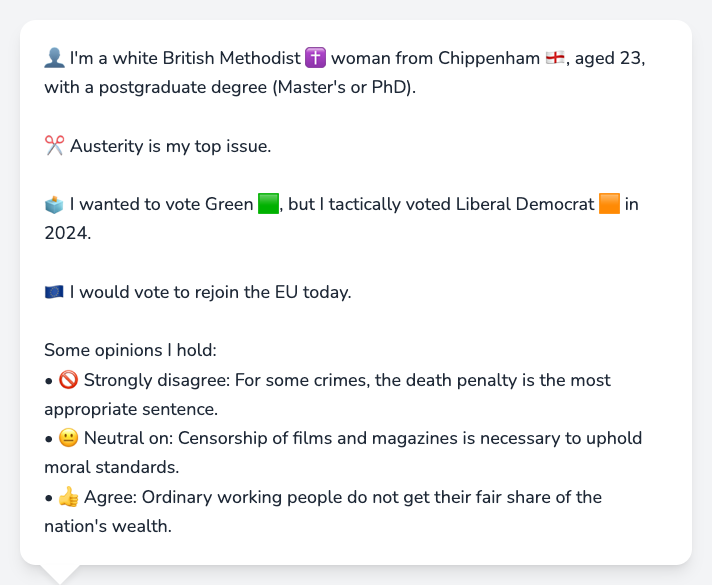 👤 I'm a white British Methodist ✝️ woman from Chippenham 🏴󠁧󠁢󠁥󠁮󠁧󠁿, aged 23,
with a postgraduate degree (Master's or PhD).
✂️ Austerity is my top issue.
🗳️ I wanted to vote Green 🟩, but I tactically voted Liberal Democrat 🟧 in
2024.
🇪🇺 I would vote to rejoin the EU today.
Some opinions I hold:
• 🚫 Strongly disagree: For some crimes, the death penalty is the most
appropriate sentence.
• 😐 Neutral on: Censorship of films and magazines is necessary to uphold
moral standards.
• 👍 Agree: Ordinary working people do not get their fair share of the
nation's wealth.